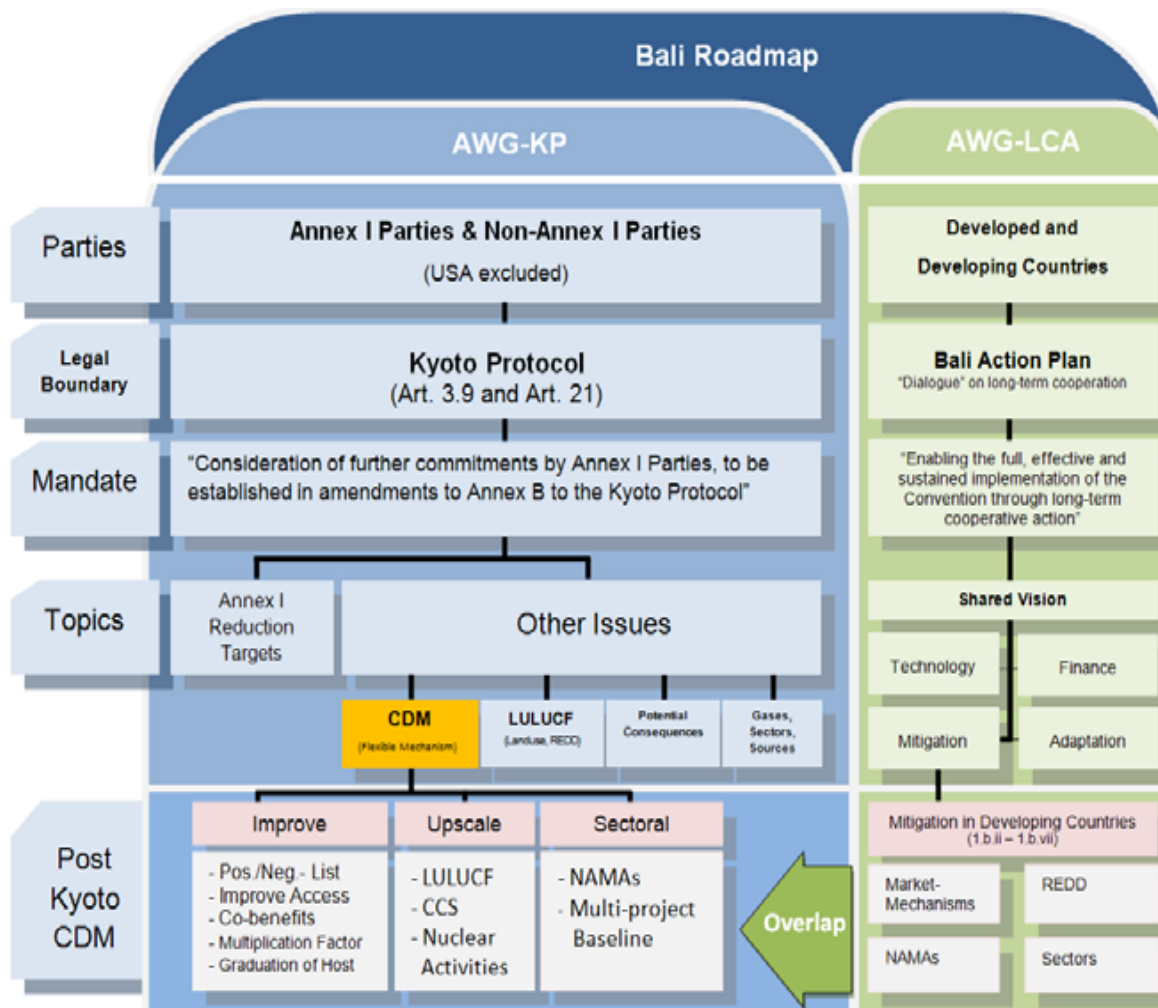 Bali Roadmap
AWG-KP
AWG-LCA
Parties
Annex I Parties & Non-Annex I Parties
(USA excluded)
Developed and
Developing Countries
Legal
Boundary
Kyoto Protocol
(Art. 3.9 and Art. 21)
Bali Action Plan
“Dialogue” on long-term cooperation
Mandate
“Consideration of further commitments by Annex I Parties, to be
established in amendments to Annex B to the Kyoto Protocol”
“Enabling the full, effective and
sustained implementation of the
Convention through long-term
cooperative action”
Topics
Annex I
Reduction
Targets
Other Issues
Shared Vision
Technology
Finance
Mitigation
Adaptation
CDM
(Flexible Mechanism)
LULUCF
(Landuse, REDD)
Potential
Consequences
Gases,
Sectors,
Sources
Post
Kyoto
CDM
Improve
- Pos./Neg.- List
- Improve Access
- Co-benefits
- Multiplication Factor
- Graduation of Host
Upscale
- LULUCF
- CCS
- Nuclear
Activities
Sectoral
- NAMAs
- Multi-project
Baseline
Overlap
Mitigation in Developing Countries
(1.b.ii – 1.b.vii)
Market-
Mechanisms
REDD
NAMAs
Sectors